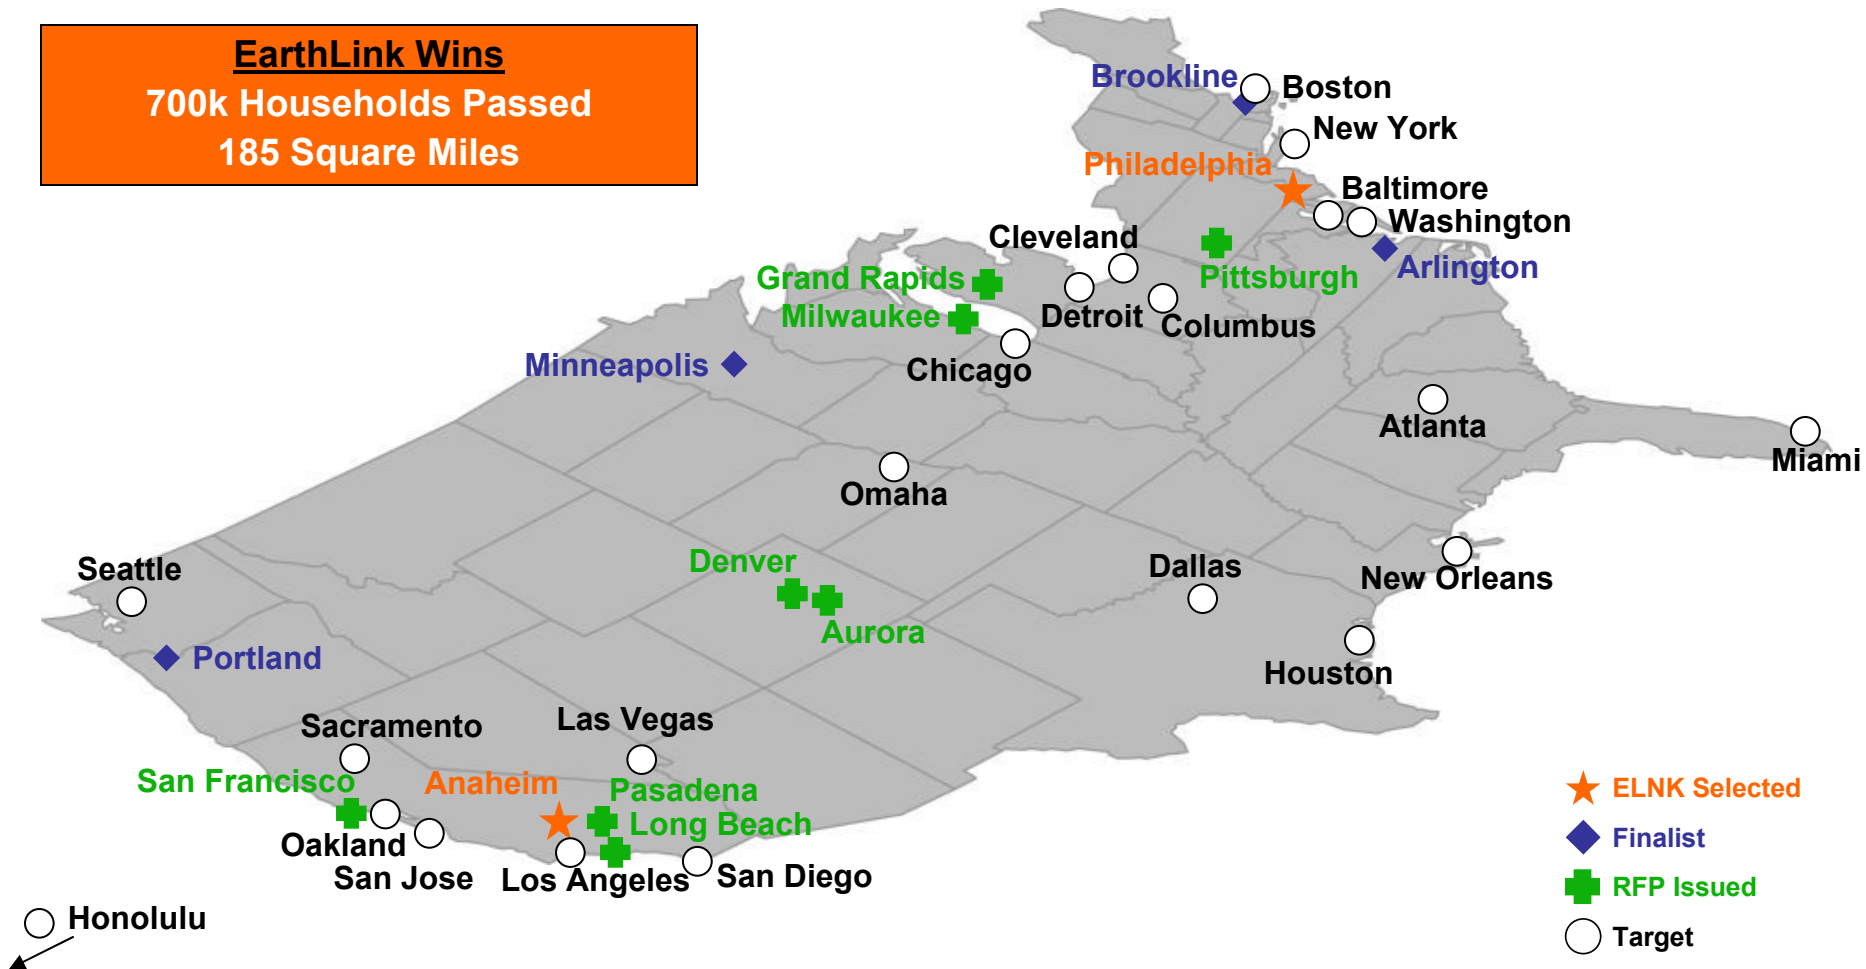 EarthLink Wins
700k Households Passed
185 Square Miles
Brookline
Boston
New York
Philadelphia
Baltimore
Washington
Cleveland
Arlington
Grand Rapids
Pittsburgh
Milwaukee
Detroit
Columbus
Minneapolis
Chicago
Atlanta
Miami
Omaha
Denver
Seattle
Dallas
New Orleans
Aurora
Portland
Houston
Sacramento
Las Vegas
San Francisco
Anaheim
Pasadena
Long Beach
Oakland
San Jose
Los Angeles
San Diego
Honolulu
ELNK Selected
Finalist
RFP Issued
Target